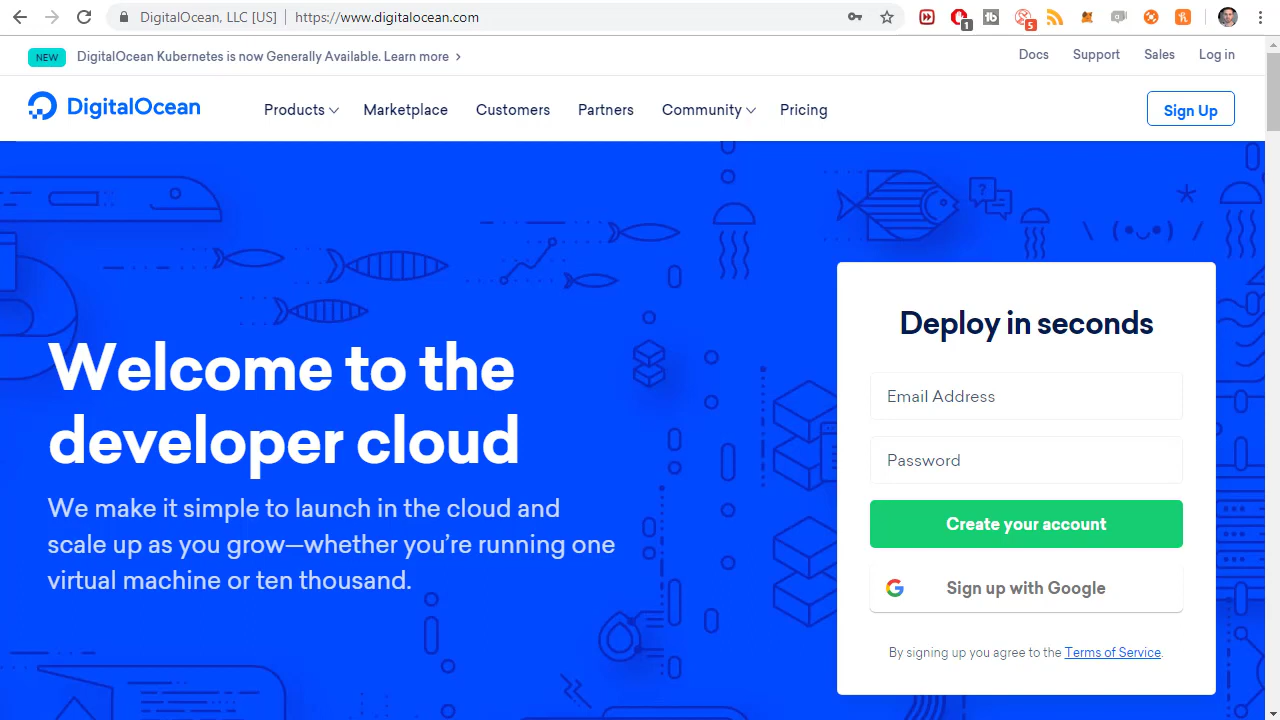 DigitalOcean, LLC [US] | https://www.digitalocean.com
1
5
NEW DigitalOcean Kubernetes is now Generally Available. Learn more
Docs Support Sales Log in
DigitalOcean Products Marketplace Customers Partners Community Pricing Sign Up
Welcome to the
developer cloud
We make it simple to launch in the cloud and
scale up as you grow—whether you're running one
virtual machine or ten thousand.
Deploy in seconds
Email Address
Password
Create your account
G Sign up with Google
By signing up you agree to the Terms of Service.